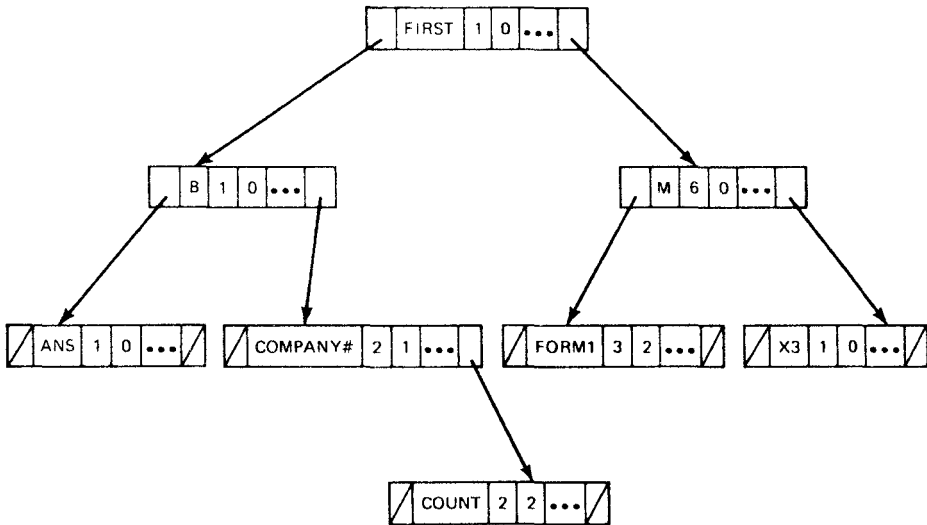 FIRST 1 0 •••
B 1 0 •••
M 6 0 •••
ANS 1 0 •••
COMPANY# 2 1 •••
FORM1 3 2 •••
X3 1 0 •••
COUNT 2 2 •••